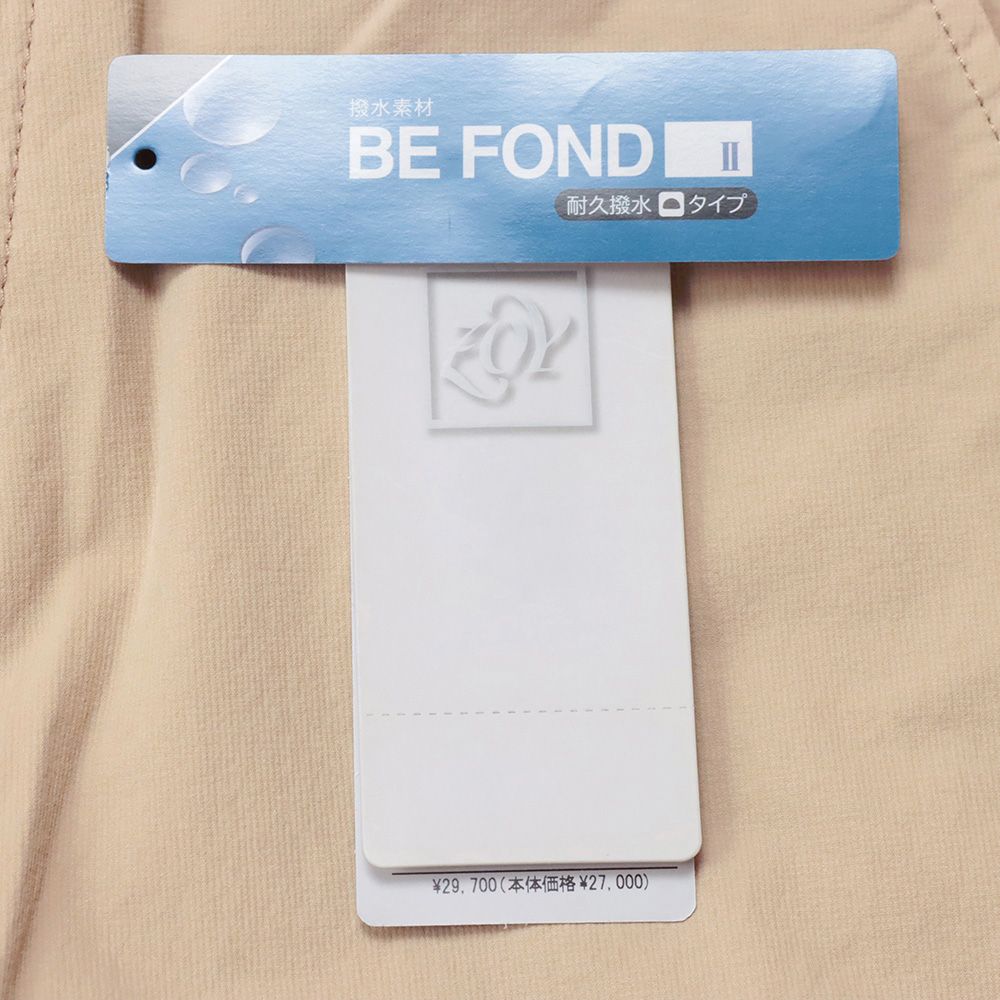 撥水素材
BE FOND II
耐久撥水 タイプ
ZOY
¥29,700(本体価格¥27,000)